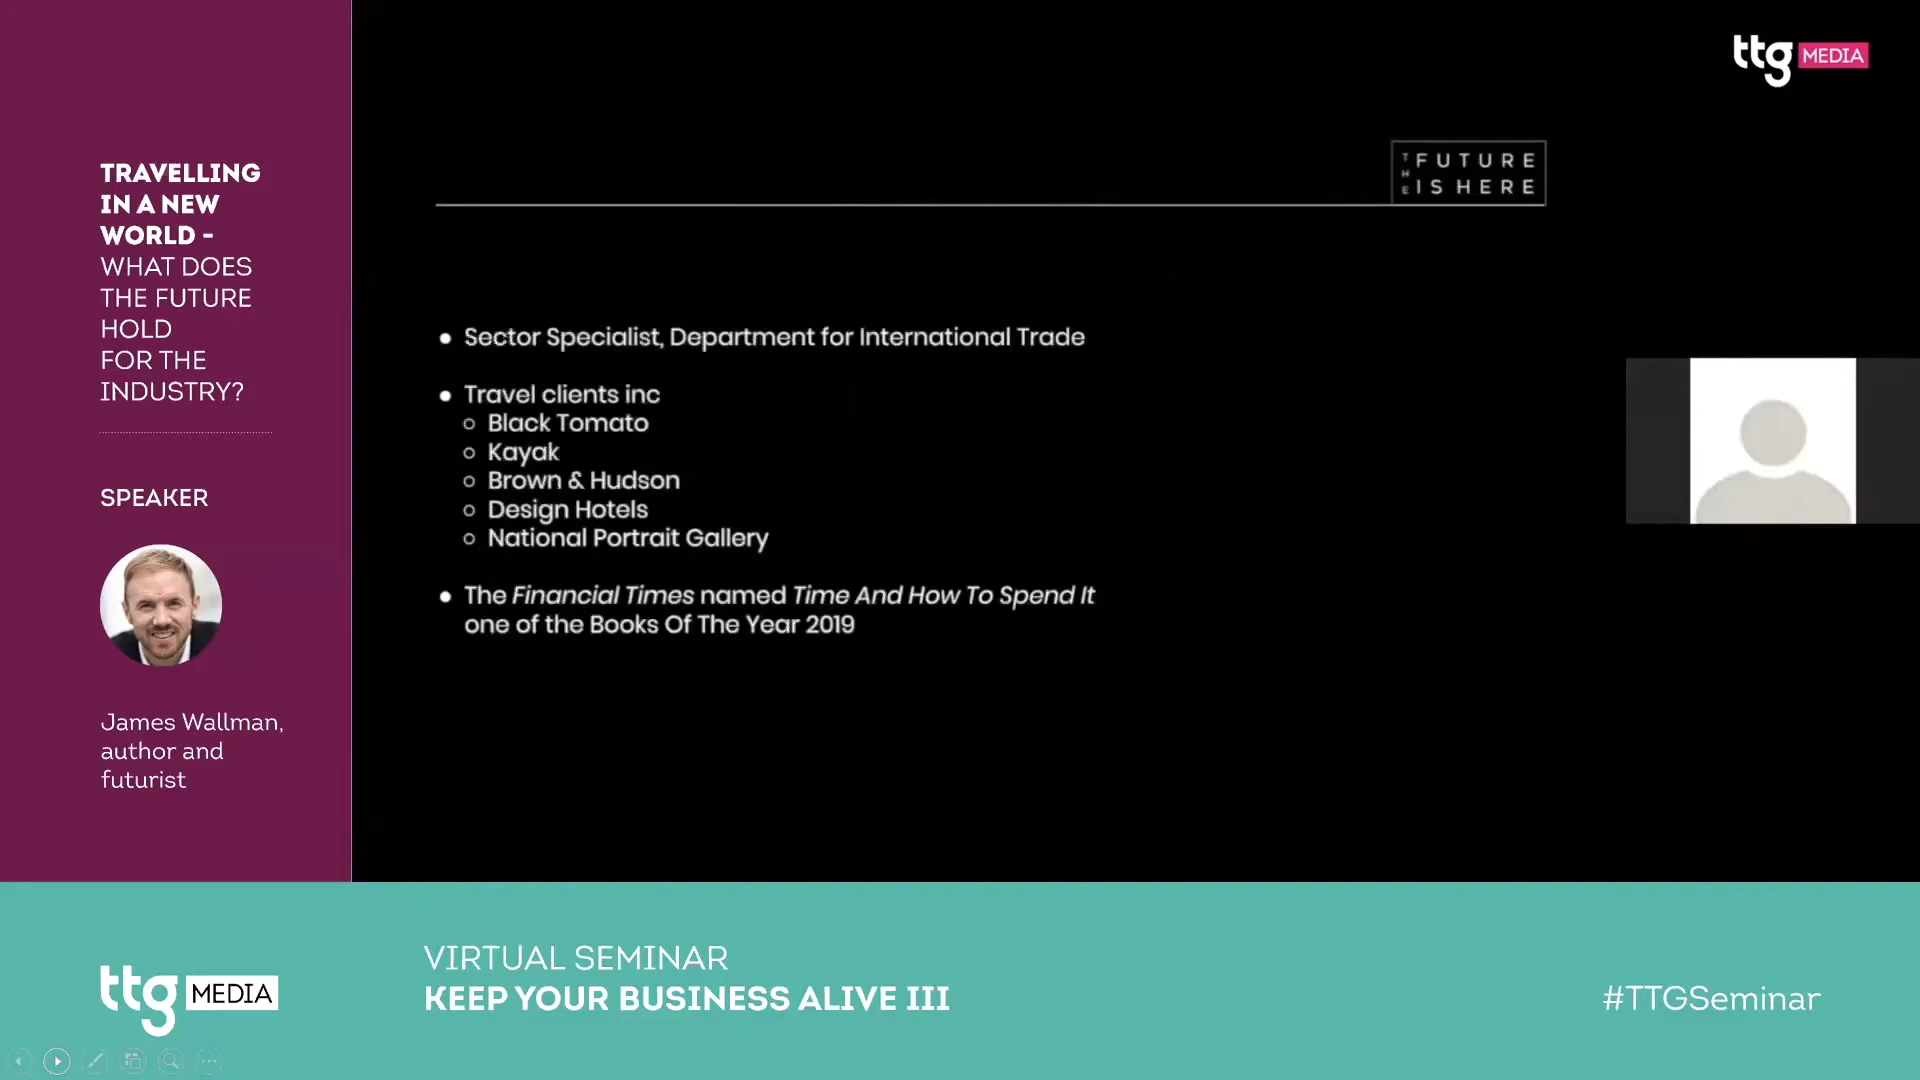 ttg MEDIA
THE FUTURE
IS HERE
TRAVELLING
IN A NEW
WORLD -
WHAT DOES
THE FUTURE
HOLD
FOR THE
INDUSTRY?
SPEAKER
James Wallman,
author and
futurist
● Sector Specialist, Department for International Trade
● Travel clients inc
○ Black Tomato
○ Kayak
○ Brown & Hudson
○ Design Hotels
○ National Portrait Gallery
● The Financial Times named Time And How To Spend It
one of the Books Of The Year 2019
ttg MEDIA
VIRTUAL SEMINAR
KEEP YOUR BUSINESS ALIVE III
#TTGSeminar